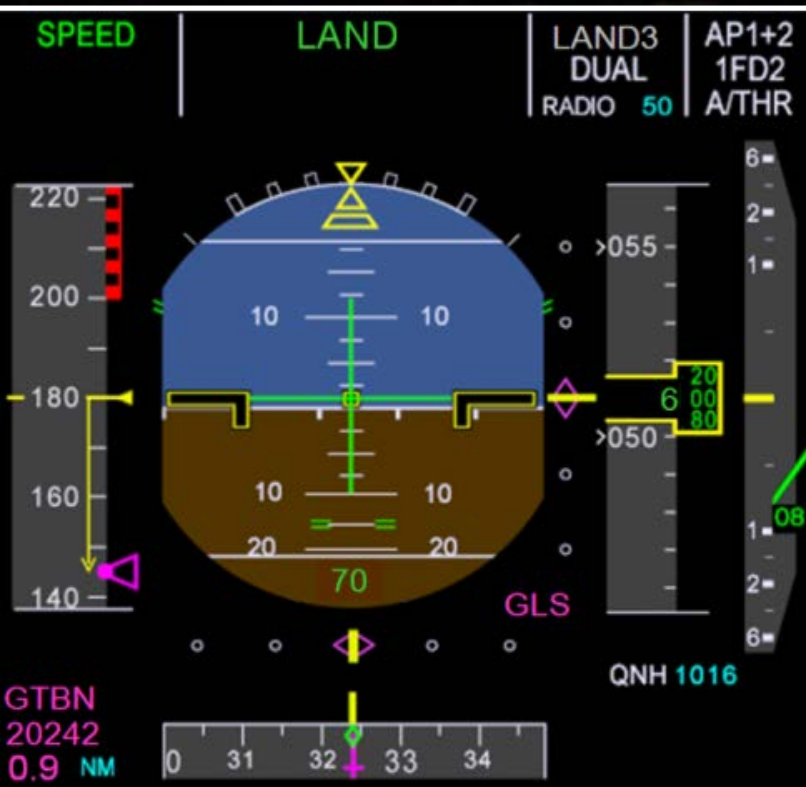 SPEED LAND LAND3 AP1+2
DUAL 1FD2
RADIO 50 A/THR
6
220 2
055
1
200
10 10
180 20
6 00
80
050
160
10 10
08
1
20 20
70 2
140
GLS
6
QNH 1016
GTBN
20242
0.9 NM
0 31 32 33 34